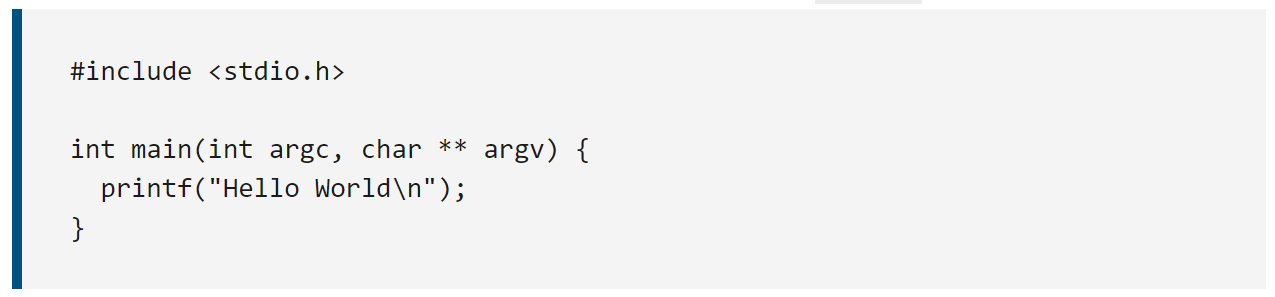 #include <stdio.h>
int main(int argc, char ** argv) {
  printf("Hello World\n");
}